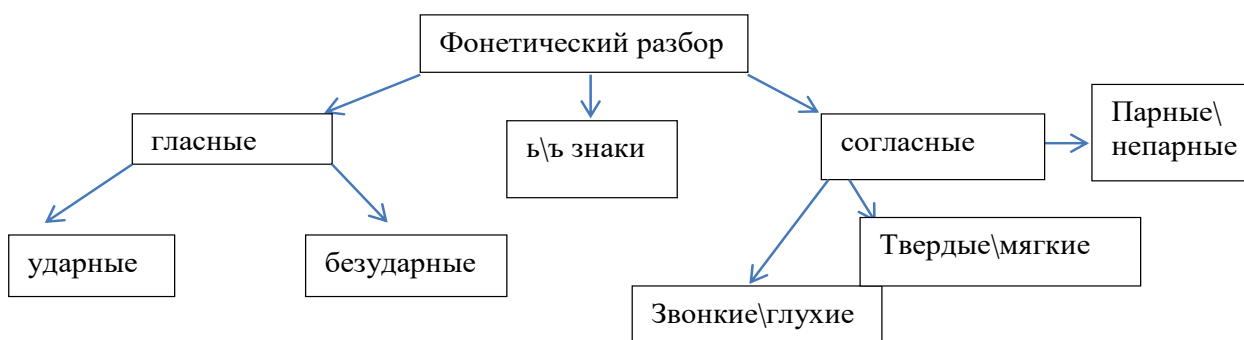 Фонетический разбор
гласные
ь\ъ знаки
согласные
Парные\
непарные
ударные
безударные
Твердые\мягкие
Звонкие\глухие